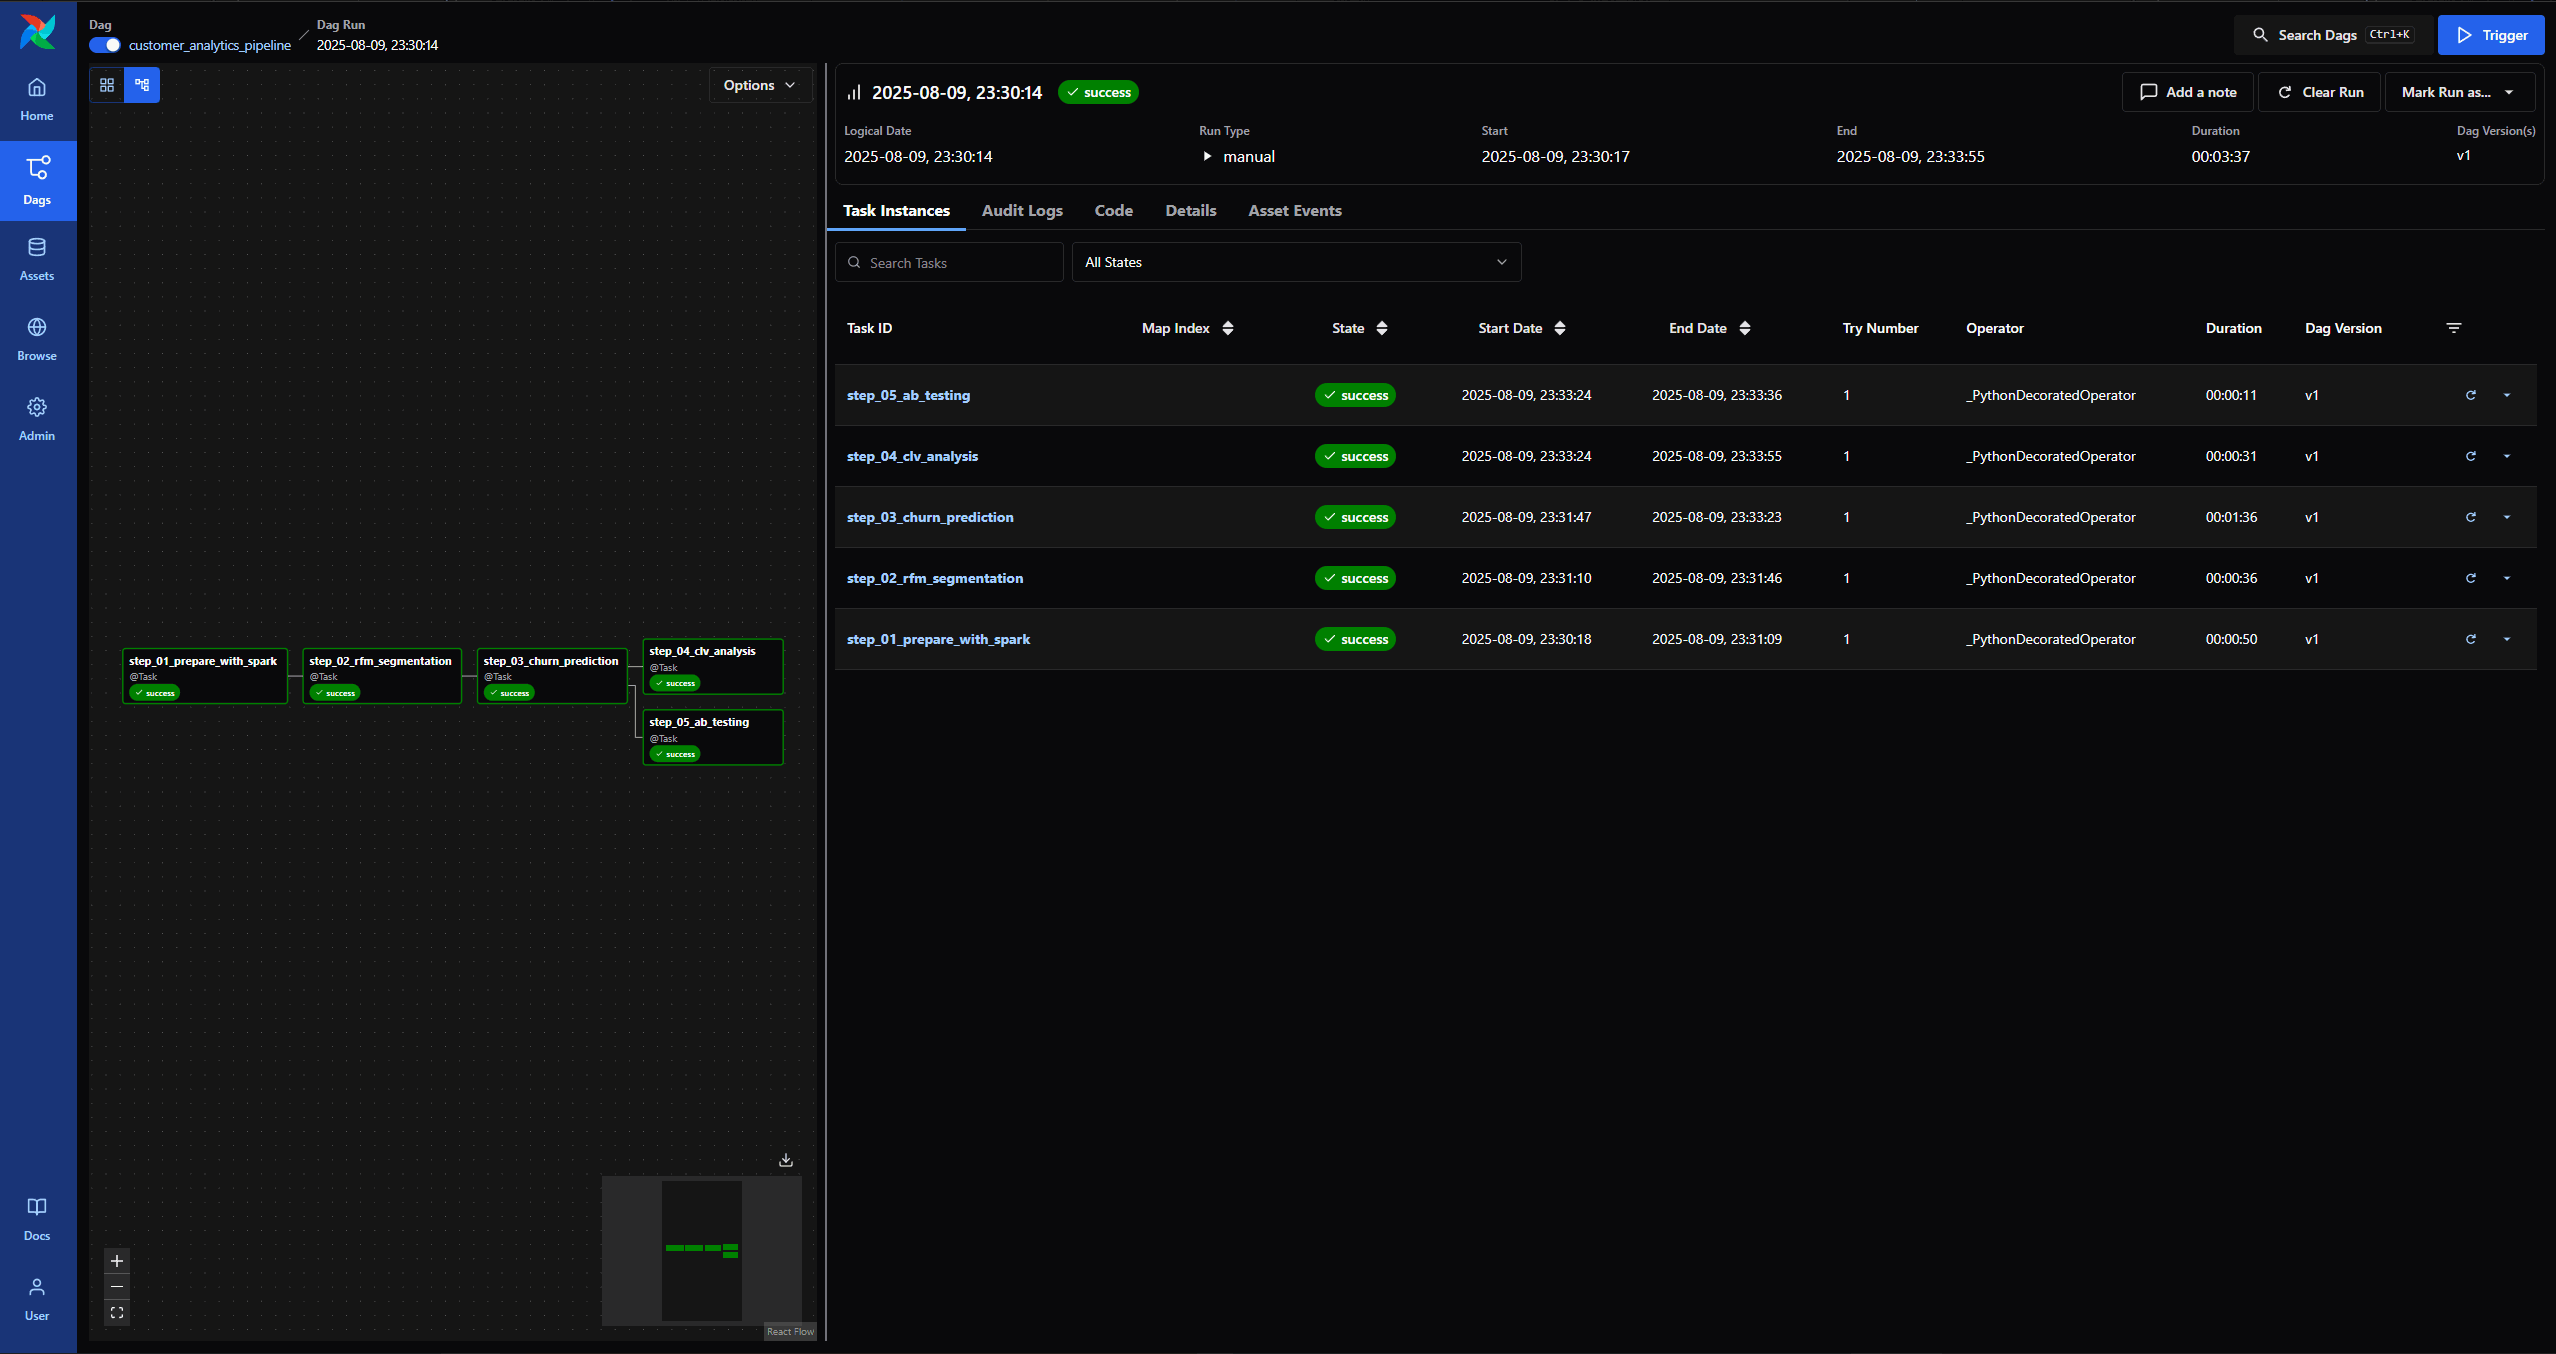 Dag
customer_analytics_pipeline
/
Dag Run
2025-08-09, 23:30:14
Search Dags Ctrl+K
Trigger
Home
Dags
Assets
Browse
Admin
Docs
User
Options
step_01_prepare_with_spark
@Task
success
step_02_rfm_segmentation
@Task
success
step_03_churn_prediction
@Task
success
step_04_clv_analysis
@Task
success
step_05_ab_testing
@Task
success
React Flow
2025-08-09, 23:30:14 success
Add a note
Clear Run
Mark Run as...
Logical Date Run Type Start End Duration Dag Version(s)
2025-08-09, 23:30:14 manual 2025-08-09, 23:30:17 2025-08-09, 23:33:55 00:03:37 v1
Task Instances Audit Logs Code Details Asset Events
Search Tasks All States
Task ID Map Index State Start Date End Date Try Number Operator Duration Dag Version
step_05_ab_testing success 2025-08-09, 23:33:24 2025-08-09, 23:33:36 1 _PythonDecoratedOperator 00:00:11 v1
step_04_clv_analysis success 2025-08-09, 23:33:24 2025-08-09, 23:33:55 1 _PythonDecoratedOperator 00:00:31 v1
step_03_churn_prediction success 2025-08-09, 23:31:47 2025-08-09, 23:33:23 1 _PythonDecoratedOperator 00:01:36 v1
step_02_rfm_segmentation success 2025-08-09, 23:31:10 2025-08-09, 23:31:46 1 _PythonDecoratedOperator 00:00:36 v1
step_01_prepare_with_spark success 2025-08-09, 23:30:18 2025-08-09, 23:31:09 1 _PythonDecoratedOperator 00:00:50 v1